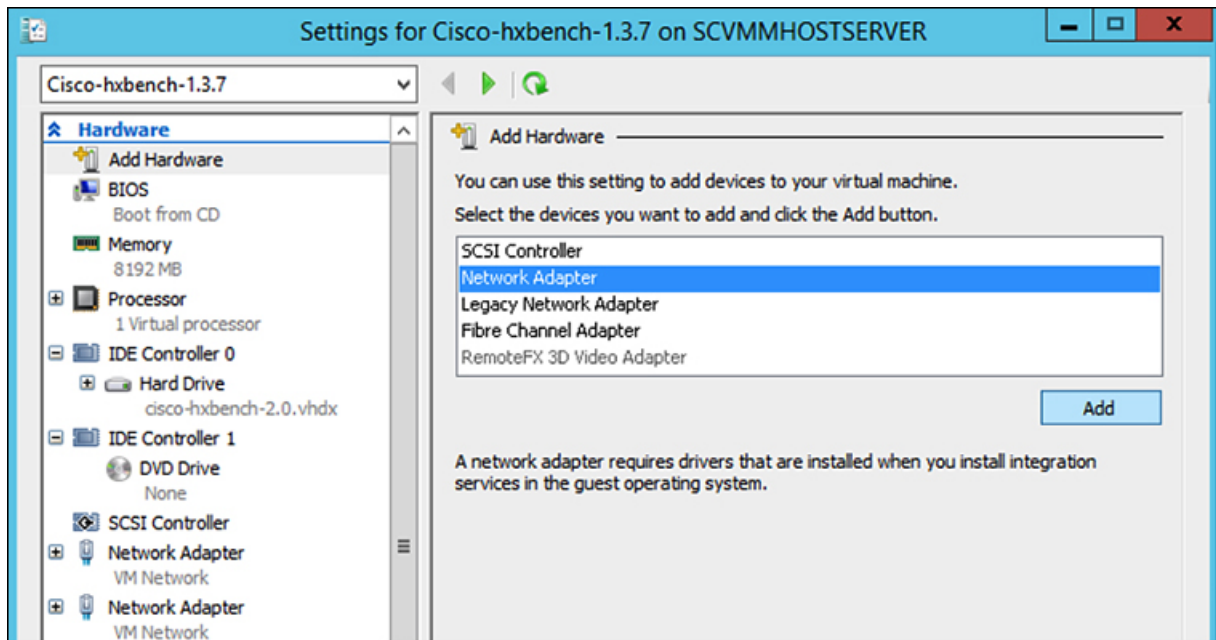 Settings for Cisco-hxbench-1.3.7 on SCVMMHOSTSERVER
Cisco-hxbench-1.3.7
Hardware
Add Hardware
BIOS
Boot from CD
Memory
8192 MB
Processor
1 Virtual processor
IDE Controller 0
Hard Drive
cisco-hxbench-2.0.vhdx
IDE Controller 1
DVD Drive
None
SCSI Controller
Network Adapter
VM Network
Network Adapter
VM Network
Add Hardware
You can use this setting to add devices to your virtual machine.
Select the devices you want to add and click the Add button.
SCSI Controller
Network Adapter
Legacy Network Adapter
Fibre Channel Adapter
RemoteFX 3D Video Adapter
Add
A network adapter requires drivers that are installed when you install integration
services in the guest operating system.